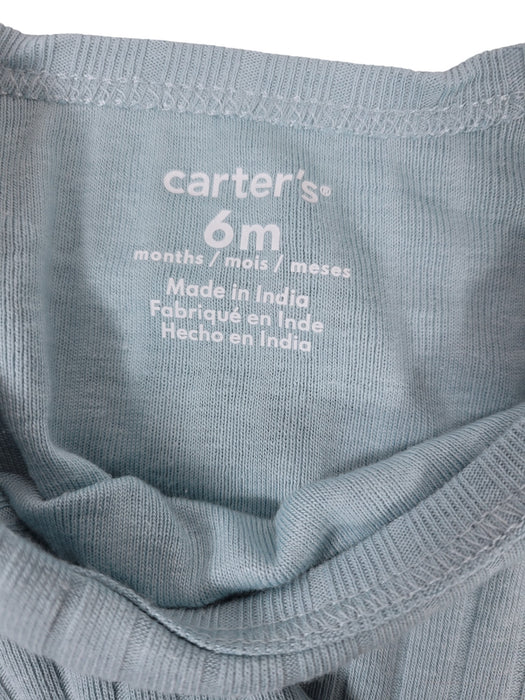 carter's®
6m
months / mois / meses
Made in India
Fabriqué en Inde
Hecho en India